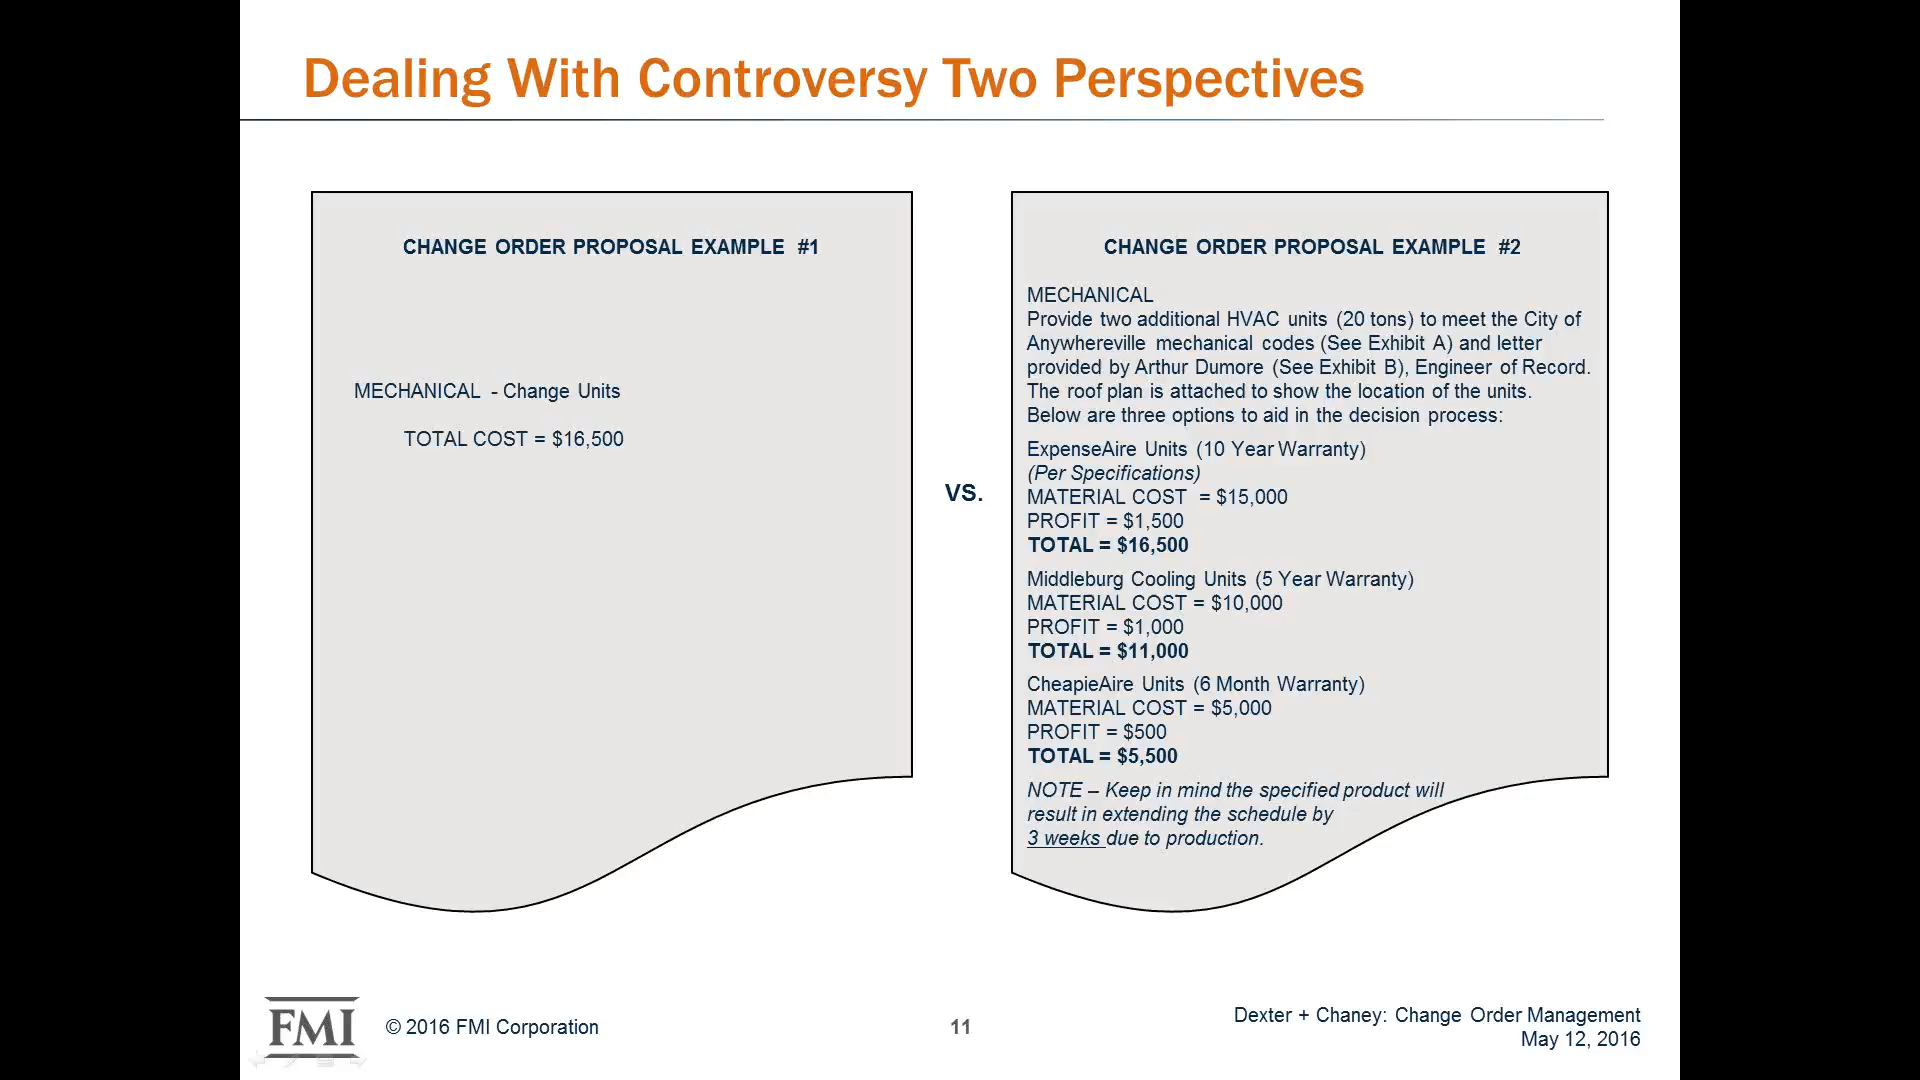 Dealing With Controversy Two Perspectives
CHANGE ORDER PROPOSAL EXAMPLE #1
MECHANICAL - Change Units
TOTAL COST = $16,500
VS.
CHANGE ORDER PROPOSAL EXAMPLE #2
MECHANICAL
Provide two additional HVAC units (20 tons) to meet the City of
Anywhereville mechanical codes (See Exhibit A) and letter
provided by Arthur Dumore (See Exhibit B), Engineer of Record.
The roof plan is attached to show the location of the units.
Below are three options to aid in the decision process:
ExpenseAire Units (10 Year Warranty)
(Per Specifications)
MATERIAL COST = $15,000
PROFIT = $1,500
TOTAL = $16,500
Middleburg Cooling Units (5 Year Warranty)
MATERIAL COST = $10,000
PROFIT = $1,000
TOTAL = $11,000
CheapieAire Units (6 Month Warranty)
MATERIAL COST = $5,000
PROFIT = $500
TOTAL = $5,500
NOTE – Keep in mind the specified product will
result in extending the schedule by
3 weeks due to production.
FMI
© 2016 FMI Corporation
11
Dexter + Chaney: Change Order Management
May 12, 2016